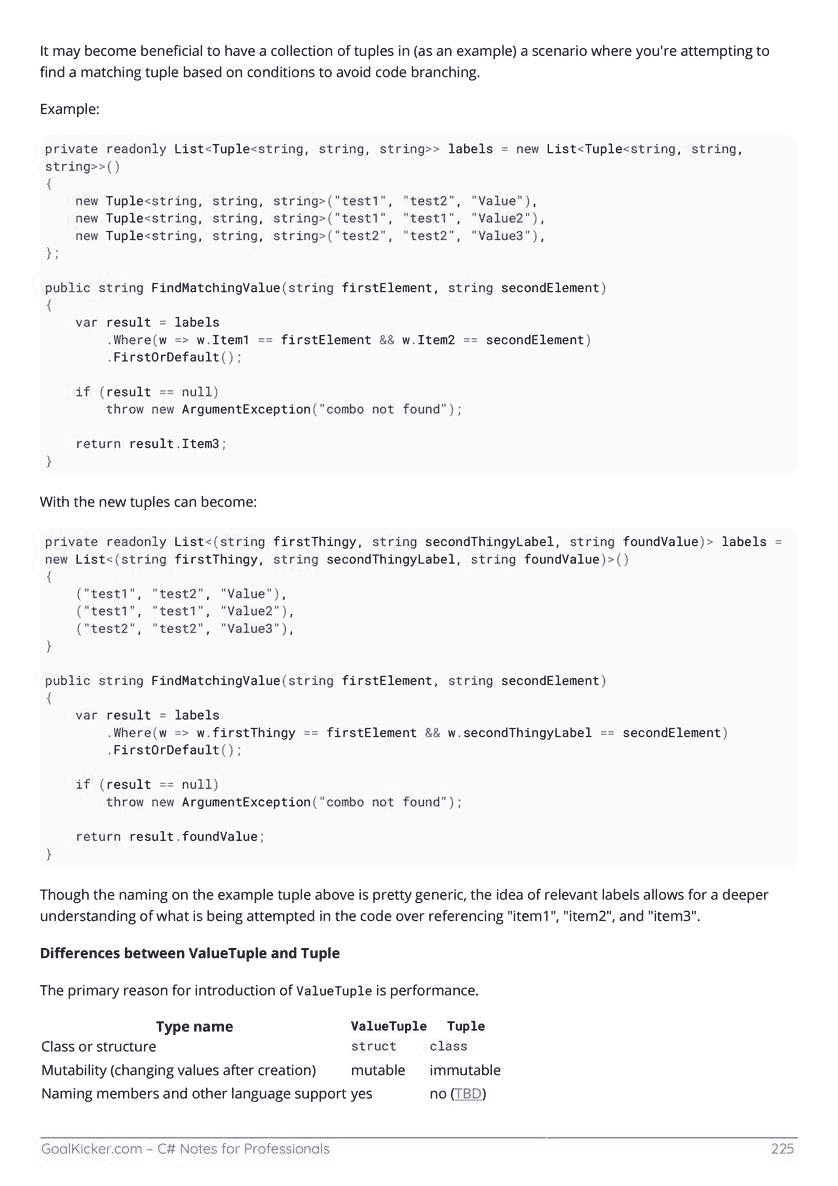 It may become beneficial to have a collection of tuples in (as an example) a scenario where you're attempting to
find a matching tuple based on conditions to avoid code branching.
Example:
private readonly List<Tuple<string, string, string>> labels = new List<Tuple<string, string,
string>>()
{
    new Tuple<string, string, string>("test1", "test2", "Value"),
    new Tuple<string, string, string>("test1", "test1", "Value2"),
    new Tuple<string, string, string>("test2", "test2", "Value3"),
};
public string FindMatchingValue(string firstElement, string secondElement)
{
    var result = labels
        .Where(w => w.Item1 == firstElement && w.Item2 == secondElement)
        .FirstOrDefault();
    if (result == null)
        throw new ArgumentException("combo not found");
    return result.Item3;
}
With the new tuples can become:
private readonly List<(string firstThingy, string secondThingyLabel, string foundValue)> labels =
new List<(string firstThingy, string secondThingyLabel, string foundValue)>()
{
    ("test1", "test2", "Value"),
    ("test1", "test1", "Value2"),
    ("test2", "test2", "Value3"),
}
public string FindMatchingValue(string firstElement, string secondElement)
{
    var result = labels
        .Where(w => w.firstThingy == firstElement && w.secondThingyLabel == secondElement)
        .FirstOrDefault();
    if (result == null)
        throw new ArgumentException("combo not found");
    return result.foundValue;
}
Though the naming on the example tuple above is pretty generic, the idea of relevant labels allows for a deeper
understanding of what is being attempted in the code over referencing "item1", "item2", and "item3".
Differences between ValueTuple and Tuple
The primary reason for introduction of ValueTuple is performance.
Type name ValueTuple Tuple
Class or structure struct class
Mutability (changing values after creation) mutable immutable
Naming members and other language support yes no (TBD)
GoalKicker.com – C# Notes for Professionals 225